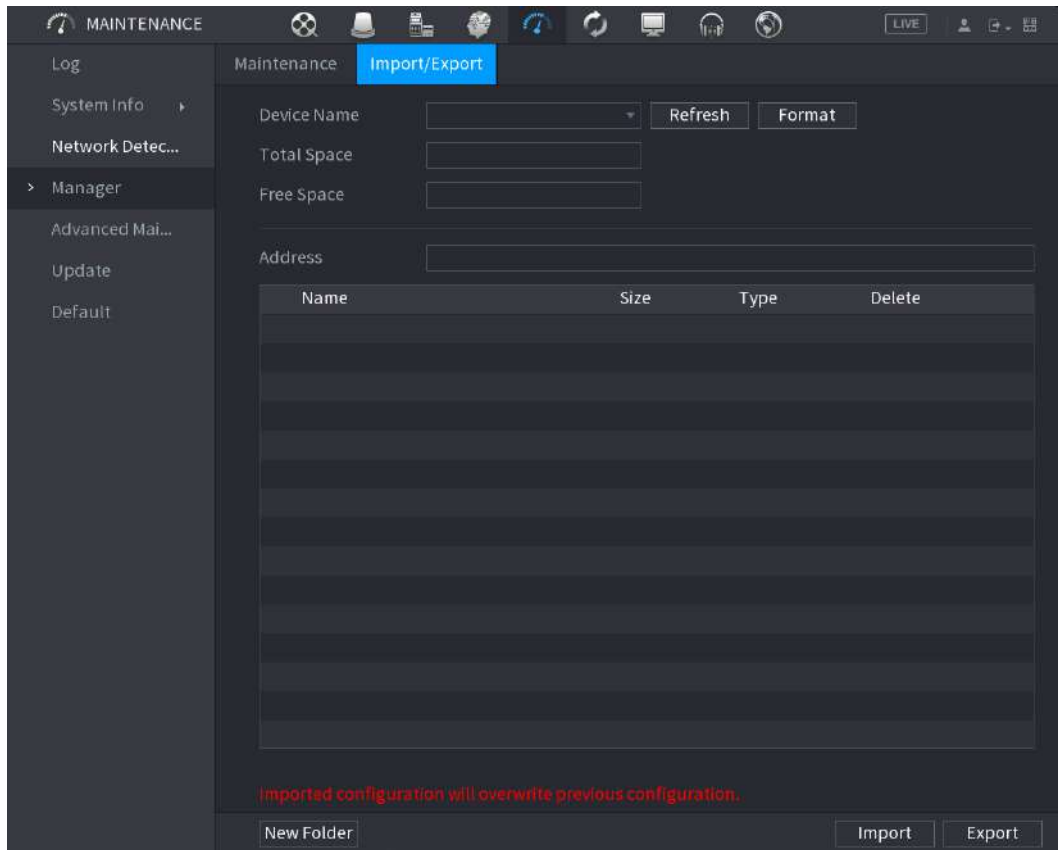 MAINTENANCE LIVE
Log
System Info
Network Detec...
Manager
Advanced Mai...
Update
Default
Maintenance Import/Export
Device Name Refresh Format
Total Space
Free Space
Address
Name Size Type Delete
Imported configuration will overwrite previous configuration.
New Folder Import Export